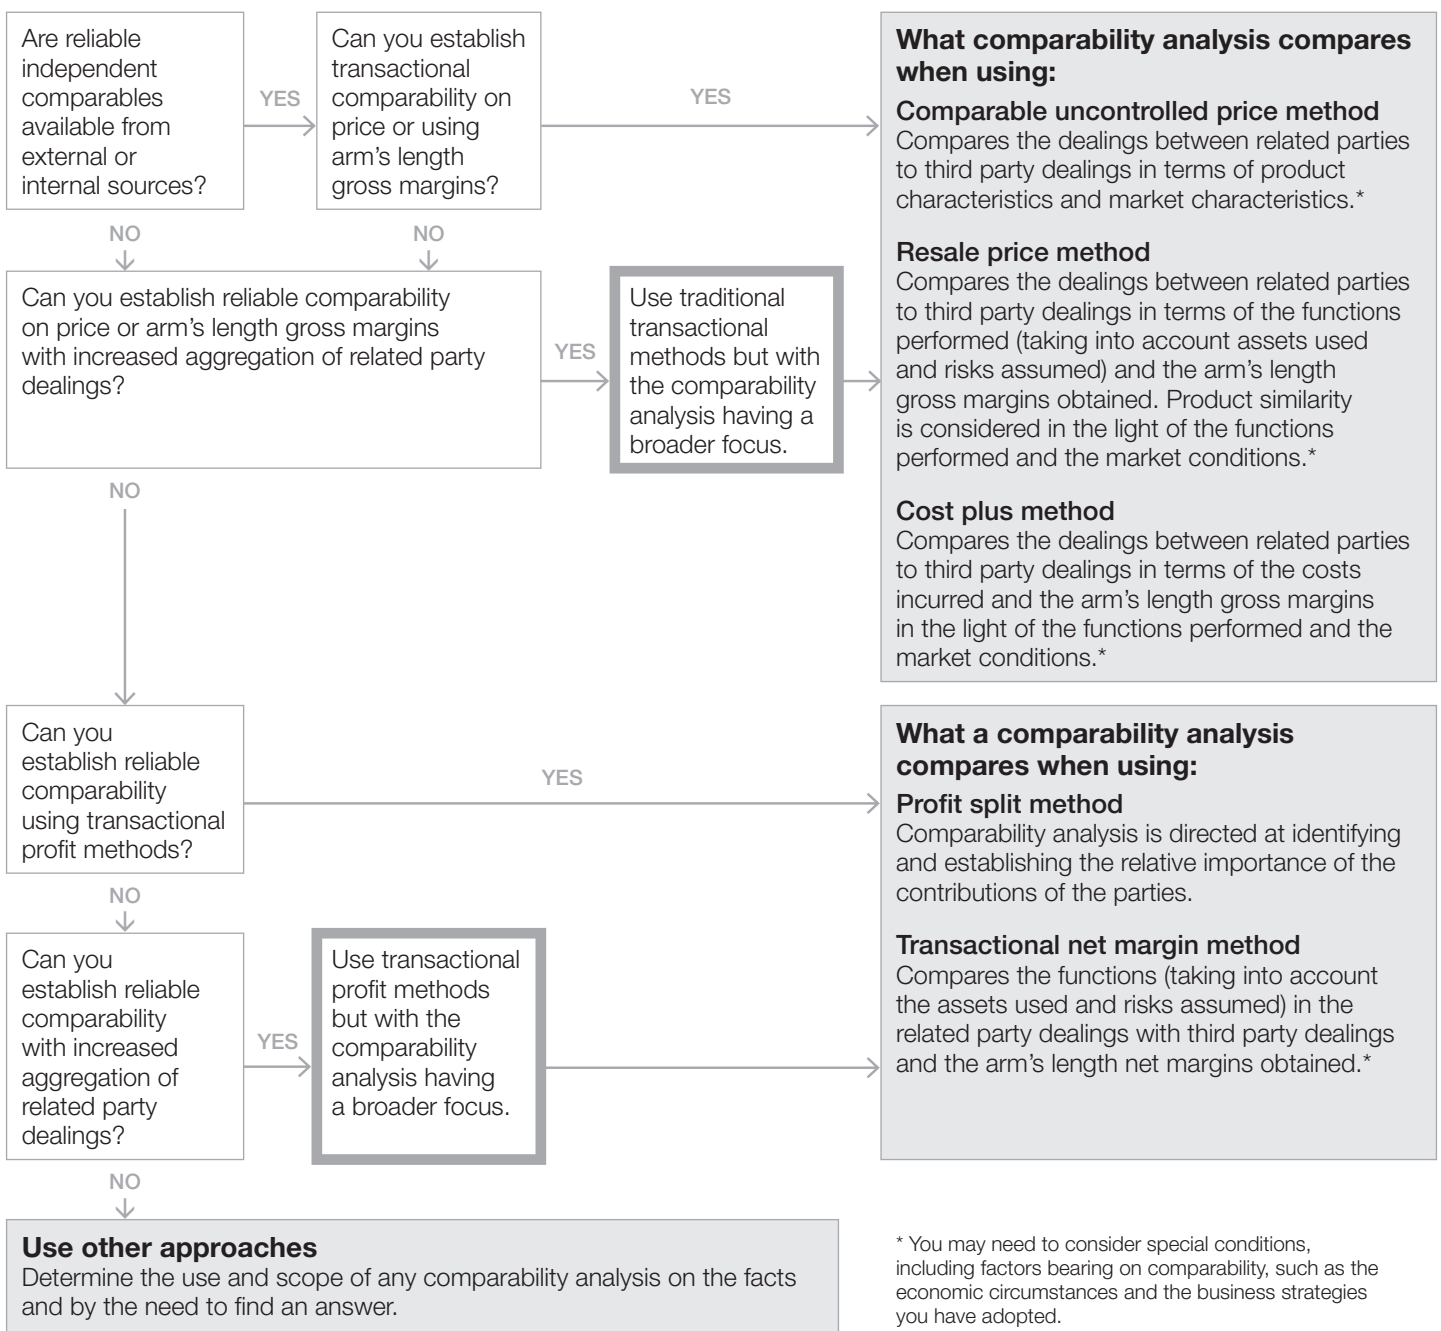 Are reliable
independent
comparables
available from
external or
internal sources?
YES
Can you establish
transactional
comparability on
price or using
arm's length
gross margins?
YES
NO
NO
Can you establish reliable comparability
on price or arm's length gross margins
with increased aggregation of related party
dealings?
YES
Use traditional
transactional
methods but with
the comparability
analysis having a
broader focus.
NO
What comparability analysis compares
when using:
Comparable uncontrolled price method
Compares the dealings between related parties
to third party dealings in terms of product
characteristics and market characteristics.*
Resale price method
Compares the dealings between related parties
to third party dealings in terms of the functions
performed (taking into account assets used
and risks assumed) and the arm's length
gross margins obtained. Product similarity
is considered in the light of the functions
performed and the market conditions.*
Cost plus method
Compares the dealings between related parties
to third party dealings in terms of the costs
incurred and the arm's length gross margins
in the light of the functions performed and the
market conditions.*
Can you
establish reliable
comparability
using transactional
profit methods?
YES
NO
Can you
establish reliable
comparability
with increased
aggregation of
related party
dealings?
YES
Use transactional
profit methods
but with the
comparability
analysis having
a broader focus.
NO
What a comparability analysis
compares when using:
Profit split method
Comparability analysis is directed at identifying
and establishing the relative importance of the
contributions of the parties.
Transactional net margin method
Compares the functions (taking into account
the assets used and risks assumed) in the
related party dealings with third party dealings
and the arm's length net margins obtained.*
Use other approaches
Determine the use and scope of any comparability analysis on the facts
and by the need to find an answer.
* You may need to consider special conditions,
including factors bearing on comparability, such as the
economic circumstances and the business strategies
you have adopted.